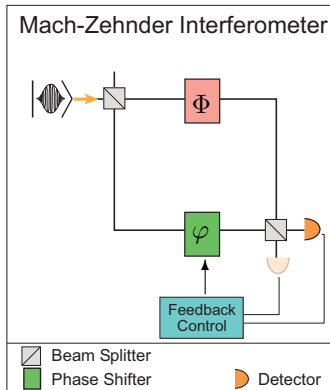 Mach-Zehnder Interferometer
Φ
φ
Feedback
Control
Beam Splitter
Phase Shifter
Detector